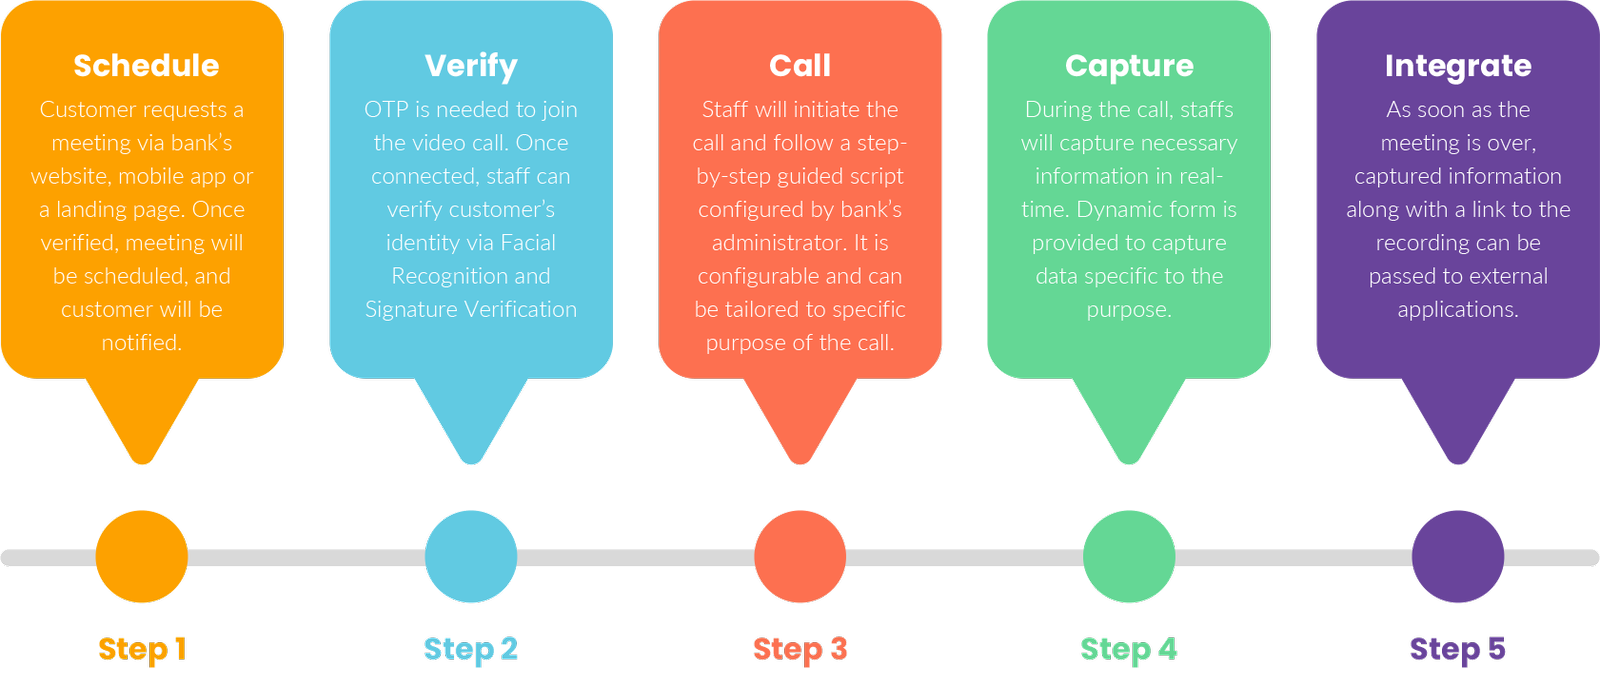 Schedule
Customer requests a
meeting via bank's
website, mobile app or
a landing page. Once
verified, meeting will
be scheduled, and
customer will be
notified.
Verify
OTP is needed to join
the video call. Once
connected, staff can
verify customer's
identity via Facial
Recognition and
Signature Verification
Call
Staff will initiate the
call and follow a step-
by-step guided script
configured by bank's
administrator. It is
configurable and can
be tailored to specific
purpose of the call.
Capture
During the call, staffs
will capture necessary
information in real-
time. Dynamic form is
provided to capture
data specific to the
purpose.
Integrate
As soon as the
meeting is over,
captured information
along with a link to the
recording can be
passed to external
applications.
Step 1
Step 2
Step 3
Step 4
Step 5